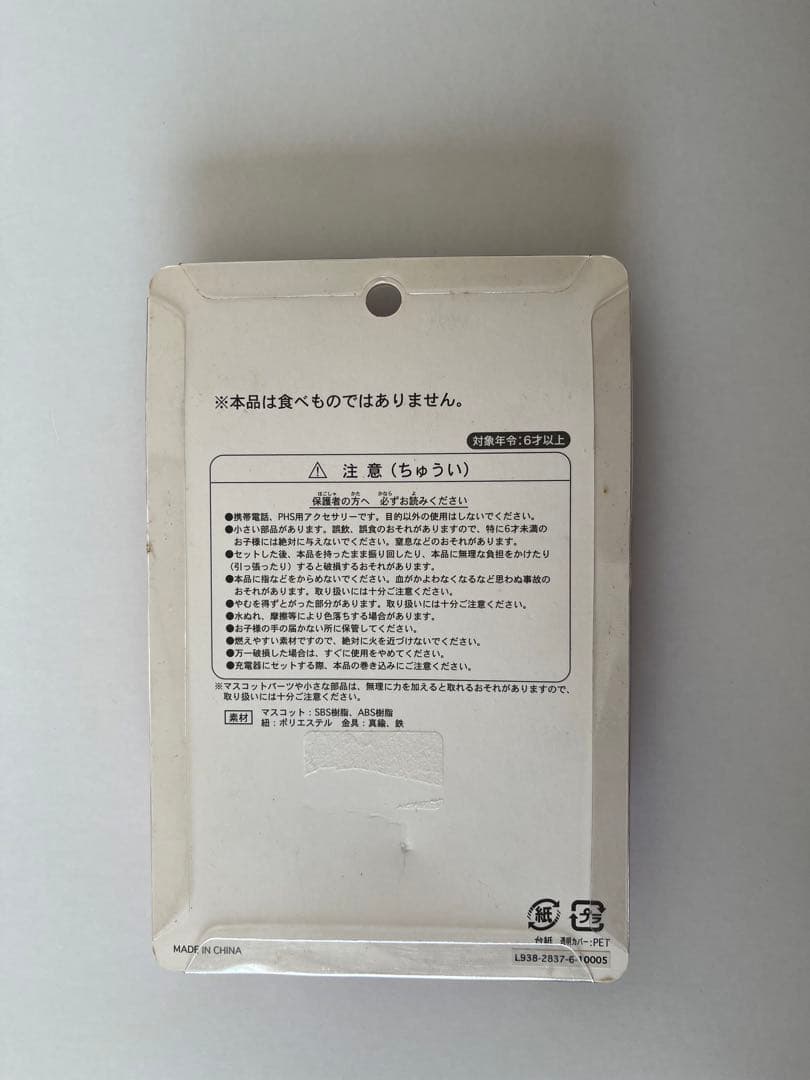 ※本品は食べものではありません。
対象年令:6才以上
⚠ 注意(ちゅうい)
保護者の方へ 必ずお読みください
●携帯電話、PHS用アクセサリーです。目的以外の使用はしないでください。
●小さい部品があります。誤飲、誤食のおそれがありますので、特に6才未満の
お子様には絶対に与えないでください。窒息などのおそれがあります。
●セットした後、本品を持ったまま振り回したり、本品に無理な負担をかけたり
(引っ張ったり)すると破損するおそれがあります。
●本品に指などをからめないでください。血がかよわなくなるなど思わぬ事故の
おそれがあります。取り扱いには十分ご注意ください。
●やむを得ずとがった部分があります。取り扱いには十分ご注意ください。
●水ぬれ、摩擦等により色落ちする場合があります。
●お子様の手の届かない所に保管してください。
●燃えやすい素材ですので、絶対に火を近づけないでください。
●万一破損した場合は、すぐに使用をやめてください。
●充電器にセットする際、本品の巻き込みにご注意ください。
※マスコットパーツや小さな部品は、無理に力を加えると取れるおそれがありますので、
取り扱いには十分ご注意ください。
素材 マスコット:SBS樹脂、ABS樹脂
紐:ポリエステル 金具:真鍮、鉄
紙 プラ
台紙 透明カバー:PET
MADE IN CHINA
L938-2837-6-10005